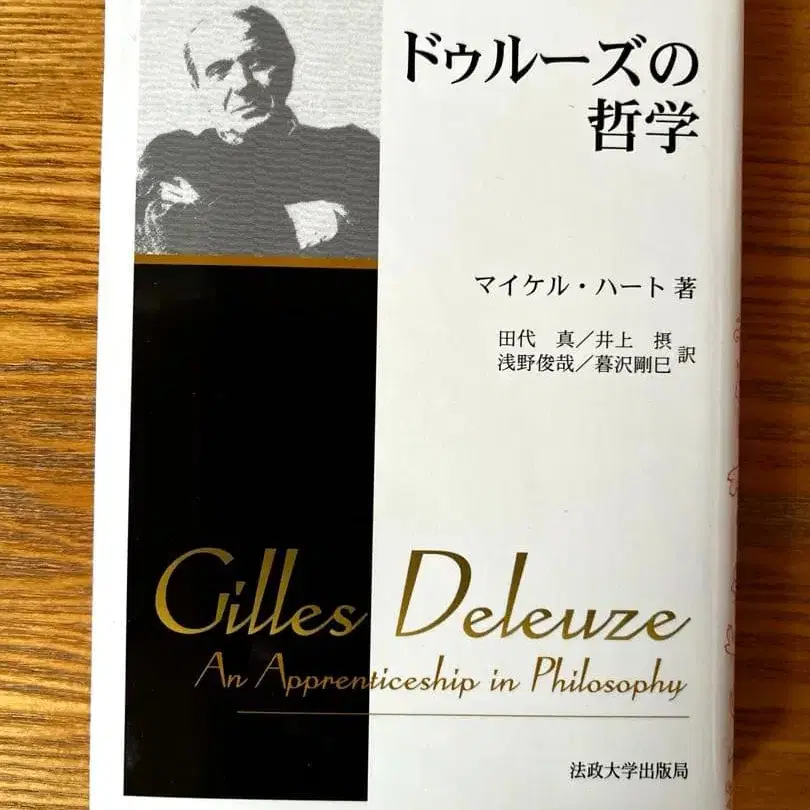 ドゥルーズの
哲学
マイケル・ハート 著
田代 真／井上 摂
浅野俊哉／暮沢剛巳 訳
Gilles Deleuze
An Apprenticeship in Philosophy
法政大学出版局